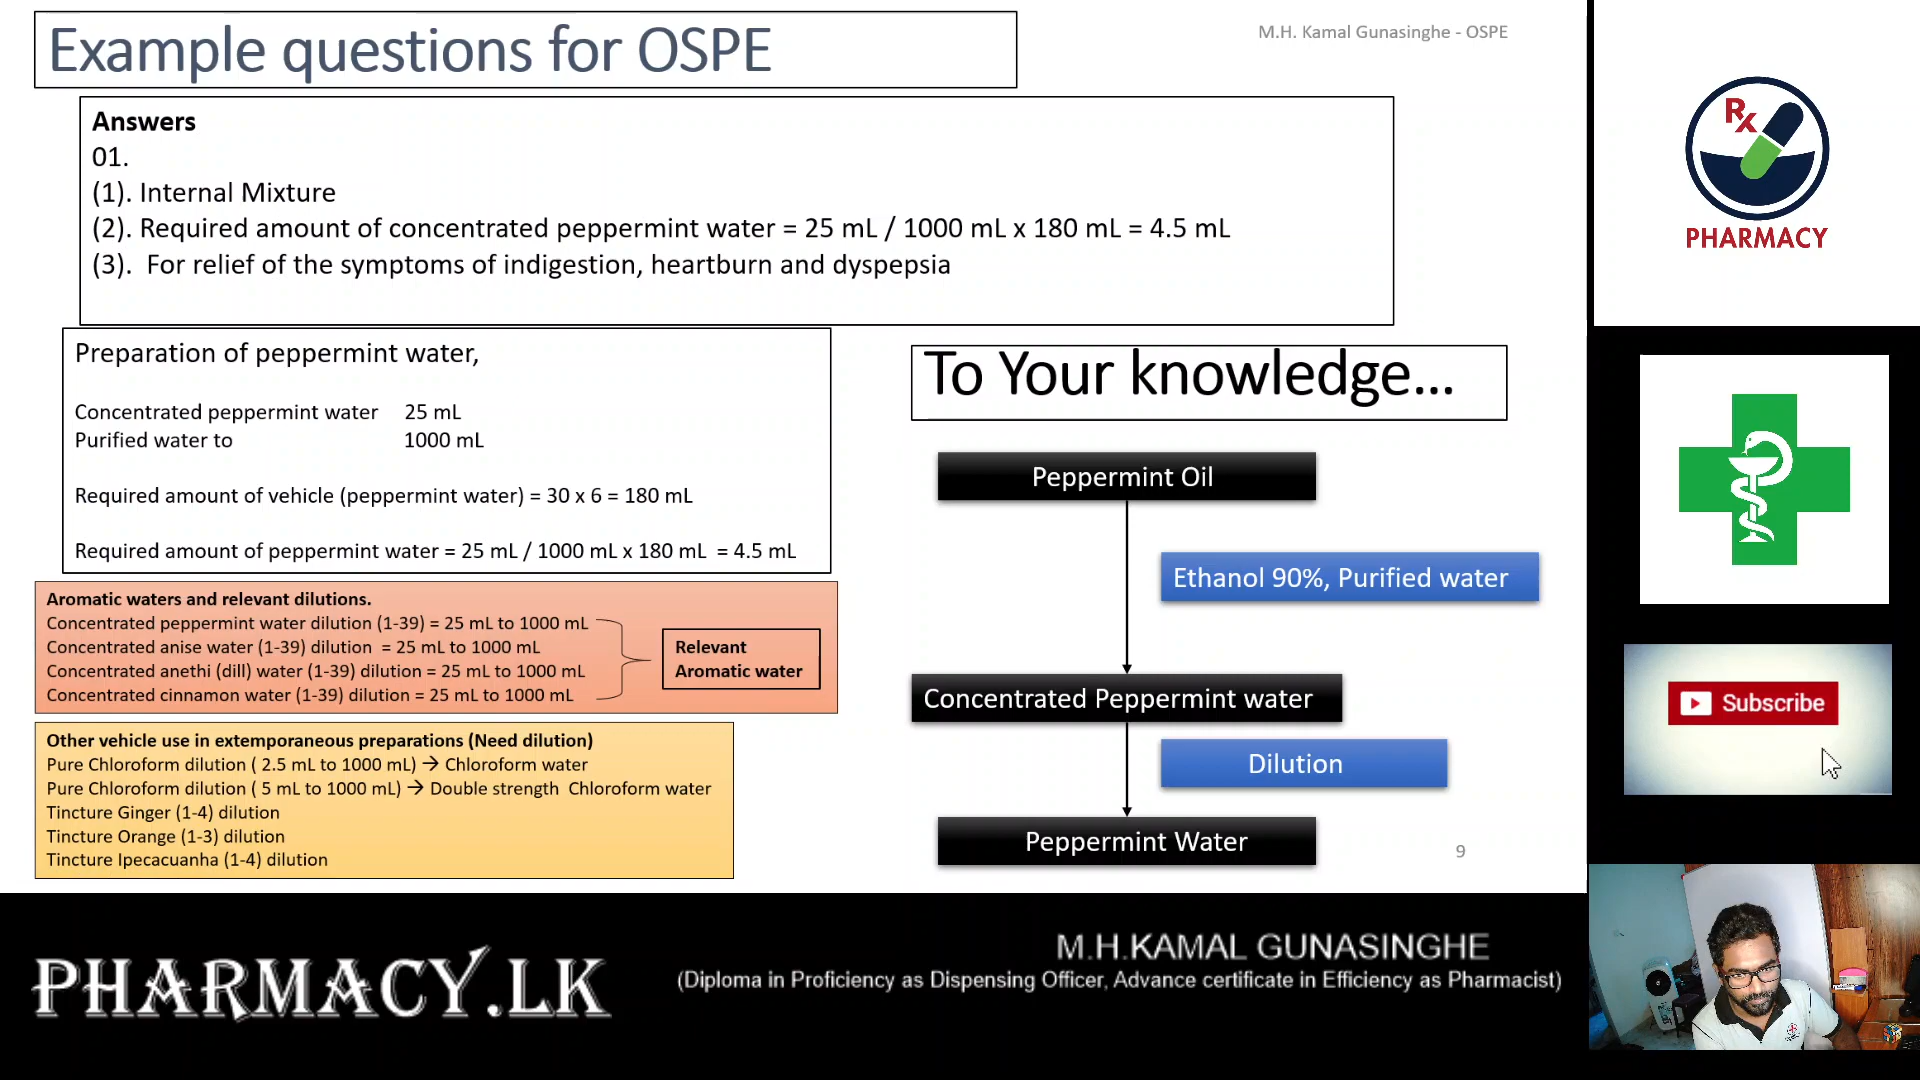 Example questions for OSPE
M.H. Kamal Gunasinghe - OSPE
Answers
01.
(1). Internal Mixture
(2). Required amount of concentrated peppermint water = 25 mL / 1000 mL x 180 mL = 4.5 mL
(3). For relief of the symptoms of indigestion, heartburn and dyspepsia
Preparation of peppermint water,
Concentrated peppermint water 25 mL
Purified water to 1000 mL
Required amount of vehicle (peppermint water) = 30 x 6 = 180 mL
Required amount of peppermint water = 25 mL / 1000 mL x 180 mL = 4.5 mL
Aromatic waters and relevant dilutions.
Concentrated peppermint water dilution (1-39) = 25 mL to 1000 mL
Concentrated anise water (1-39) dilution = 25 mL to 1000 mL
Concentrated anethi (dill) water (1-39) dilution = 25 mL to 1000 mL
Concentrated cinnamon water (1-39) dilution = 25 mL to 1000 mL
Relevant
Aromatic water
Other vehicle use in extemporaneous preparations (Need dilution)
Pure Chloroform dilution ( 2.5 mL to 1000 mL) → Chloroform water
Pure Chloroform dilution ( 5 mL to 1000 mL) → Double strength Chloroform water
Tincture Ginger (1-4) dilution
Tincture Orange (1-3) dilution
Tincture Ipecacuanha (1-4) dilution
To Your knowledge...
Peppermint Oil
Ethanol 90%, Purified water
Concentrated Peppermint water
Dilution
Peppermint Water
9
Rx
PHARMACY
Subscribe
PHARMACY.LK
M.H.KAMAL GUNASINGHE
(Diploma in Proficiency as Dispensing Officer, Advance certificate in Efficiency as Pharmacist)